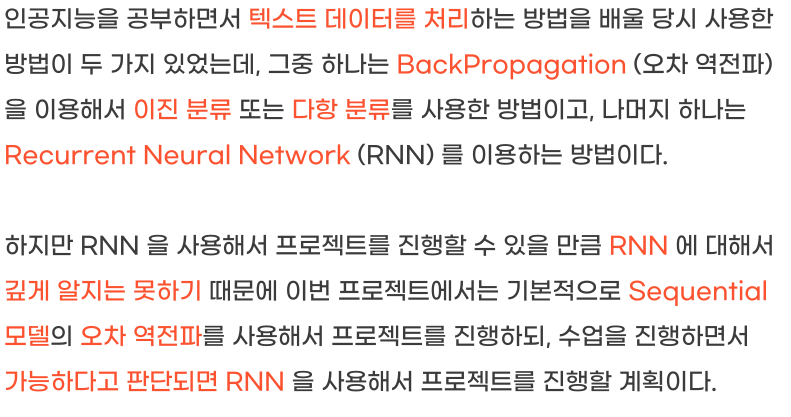 인공지능을 공부하면서 텍스트 데이터를 처리하는 방법을 배울 당시 사용한
방법이 두 가지 있었는데, 그중 하나는 BackPropagation (오차 역전파)
을 이용해서 이진 분류 또는 다항 분류를 사용한 방법이고, 나머지 하나는
Recurrent Neural Network (RNN) 를 이용하는 방법이다.
하지만 RNN 을 사용해서 프로젝트를 진행할 수 있을 만큼 RNN 에 대해서
깊게 알지는 못하기 때문에 이번 프로젝트에서는 기본적으로 Sequential
모델의 오차 역전파를 사용해서 프로젝트를 진행하되, 수업을 진행하면서
가능하다고 판단되면 RNN 을 사용해서 프로젝트를 진행할 계획이다.